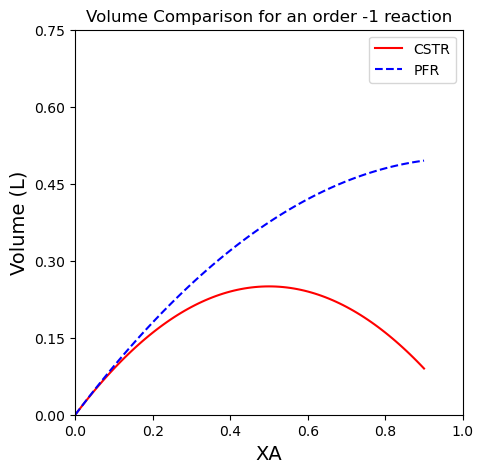 Volume Comparison for an order -1 reaction
CSTR
PFR
0.75
0.60
0.45
0.30
0.15
0.00
Volume (L)
0.0 0.2 0.4 0.6 0.8 1.0
XA